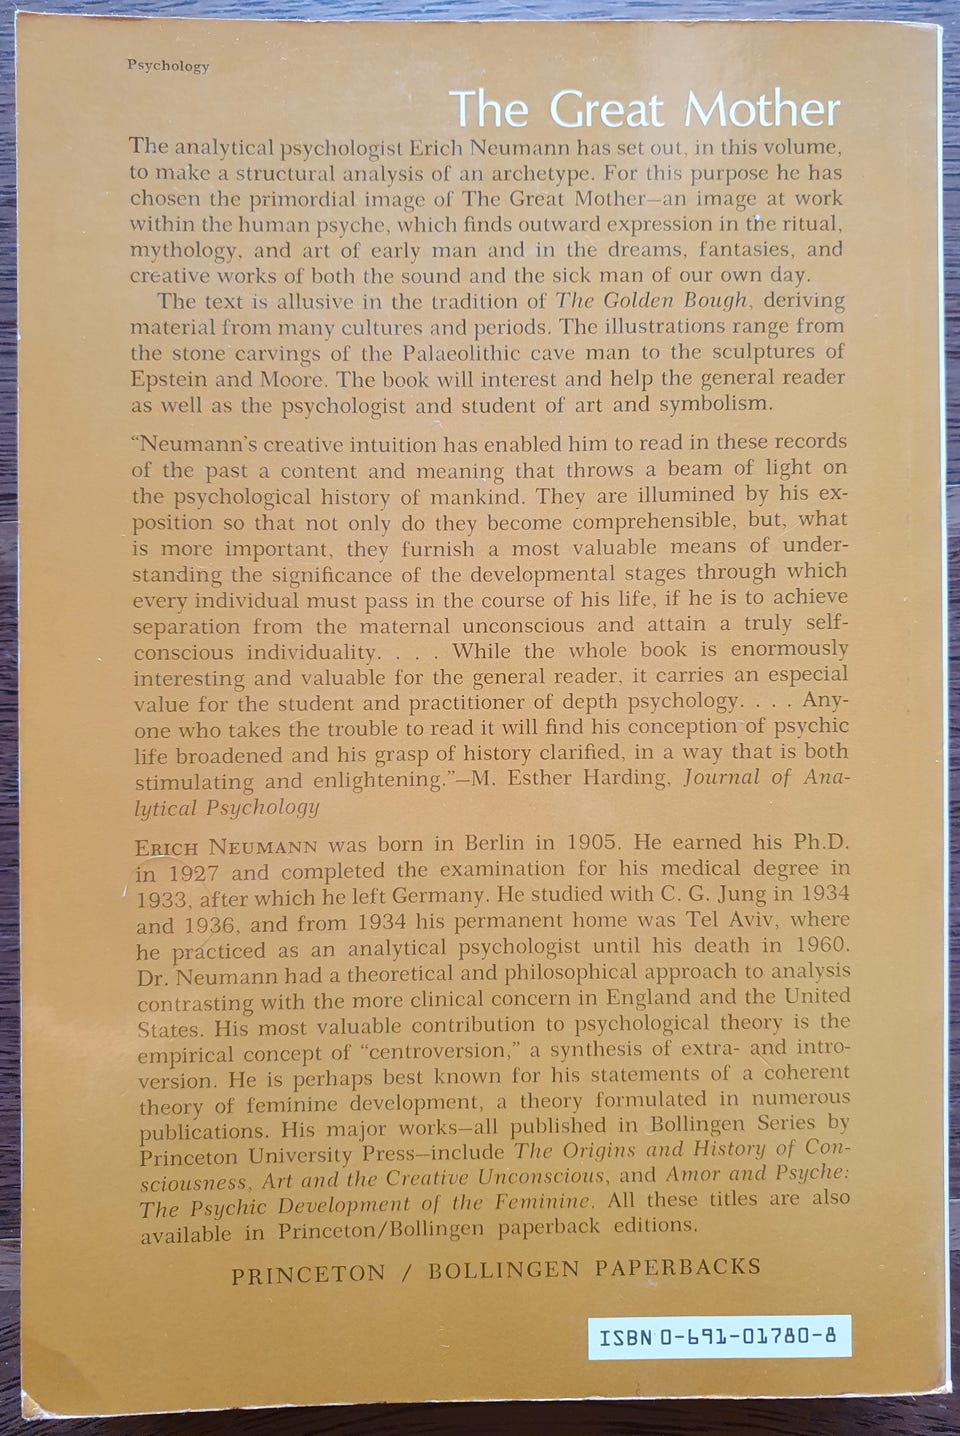 Psychology
The Great Mother
The analytical psychologist Erich Neumann has set out, in this volume,
to make a structural analysis of an archetype. For this purpose he has
chosen the primordial image of The Great Mother—an image at work
within the human psyche, which finds outward expression in the ritual,
mythology, and art of early man and in the dreams, fantasies, and
creative works of both the sound and the sick man of our own day.
The text is allusive in the tradition of The Golden Bough, deriving
material from many cultures and periods. The illustrations range from
the stone carvings of the Palaeolithic cave man to the sculptures of
Epstein and Moore. The book will interest and help the general reader
as well as the psychologist and student of art and symbolism.
“Neumann’s creative intuition has enabled him to read in these records
of the past a content and meaning that throws a beam of light on
the psychological history of mankind. They are illumined by his ex-
position so that not only do they become comprehensible, but, what
is more important, they furnish a most valuable means of under-
standing the significance of the developmental stages through which
every individual must pass in the course of his life, if he is to achieve
separation from the maternal unconscious and attain a truly self-
conscious individuality. . . . While the whole book is enormously
interesting and valuable for the general reader, it carries an especial
value for the student and practitioner of depth psychology. . . . Any-
one who takes the trouble to read it will find his conception of psychic
life broadened and his grasp of history clarified, in a way that is both
stimulating and enlightening.”—M. Esther Harding, Journal of Ana-
lytical Psychology
ERICH NEUMANN was born in Berlin in 1905. He earned his Ph.D.
in 1927 and completed the examination for his medical degree in
1933, after which he left Germany. He studied with C. G. Jung in 1934
and 1936, and from 1934 his permanent home was Tel Aviv, where
he practiced as an analytical psychologist until his death in 1960.
Dr. Neumann had a theoretical and philosophical approach to analysis
contrasting with the more clinical concern in England and the United
States. His most valuable contribution to psychological theory is the
empirical concept of “centroversion,” a synthesis of extra- and intro-
version. He is perhaps best known for his statements of a coherent
theory of feminine development, a theory formulated in numerous
publications. His major works—all published in Bollingen Series by
Princeton University Press—include The Origins and History of Con-
sciousness, Art and the Creative Unconscious, and Amor and Psyche:
The Psychic Development of the Feminine. All these titles are also
available in Princeton/Bollingen paperback editions.
PRINCETON / BOLLINGEN PAPERBACKS
ISBN 0-691-01780-8